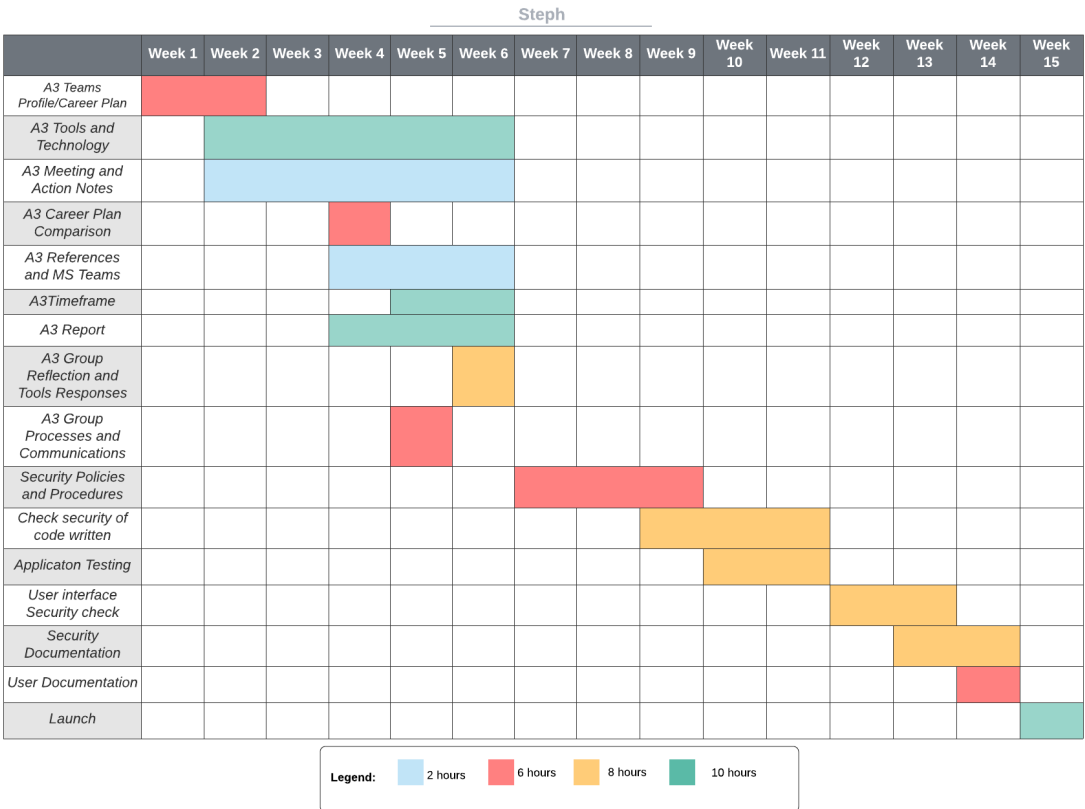 Steph
Week 1 Week 2 Week 3 Week 4 Week 5 Week 6 Week 7 Week 8 Week 9 Week 10 Week 11 Week 12 Week 13 Week 14 Week 15
A3 Teams
Profile/Career Plan
A3 Tools and
Technology
A3 Meeting and
Action Notes
A3 Career Plan
Comparison
A3 References
and MS Teams
A3Timeframe
A3 Report
A3 Group
Reflection and
Tools Responses
A3 Group
Processes and
Communications
Security Policies
and Procedures
Check security of
code written
Applicaton Testing
User interface
Security check
Security
Documentation
User Documentation
Launch
Legend: 2 hours 6 hours 8 hours 10 hours